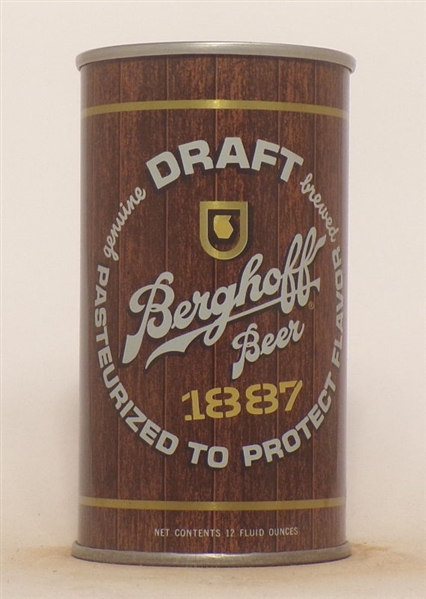 genuine DRAFT brewed
Berghoff®
Beer
1887
PASTEURIZED TO PROTECT FLAVOR
NET CONTENTS 12 FLUID OUNCES